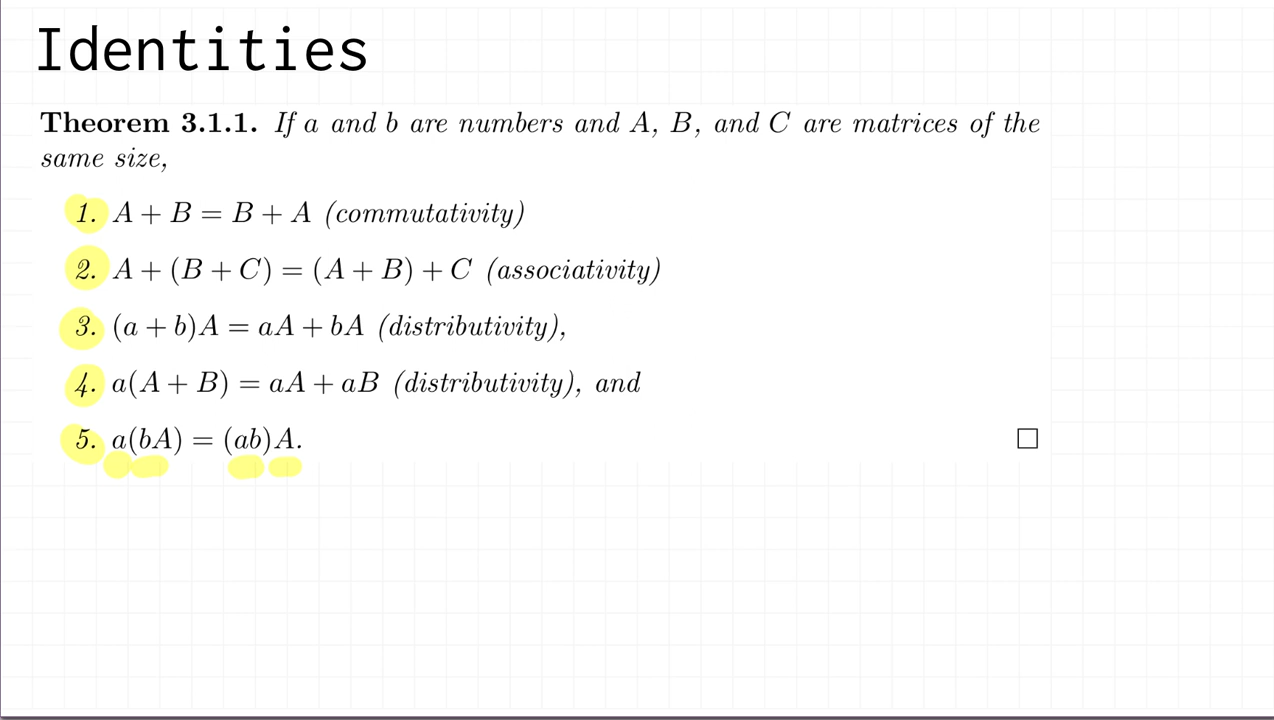 Identities
Theorem 3.1.1. If a and b are numbers and A, B, and C are matrices of the
same size,
1. A + B = B + A (commutativity)
2. A + (B + C) = (A + B) + C (associativity)
3. (a + b)A = aA + bA (distributivity),
4. a(A + B) = aA + aB (distributivity), and
5. a(bA) = (ab)A. □